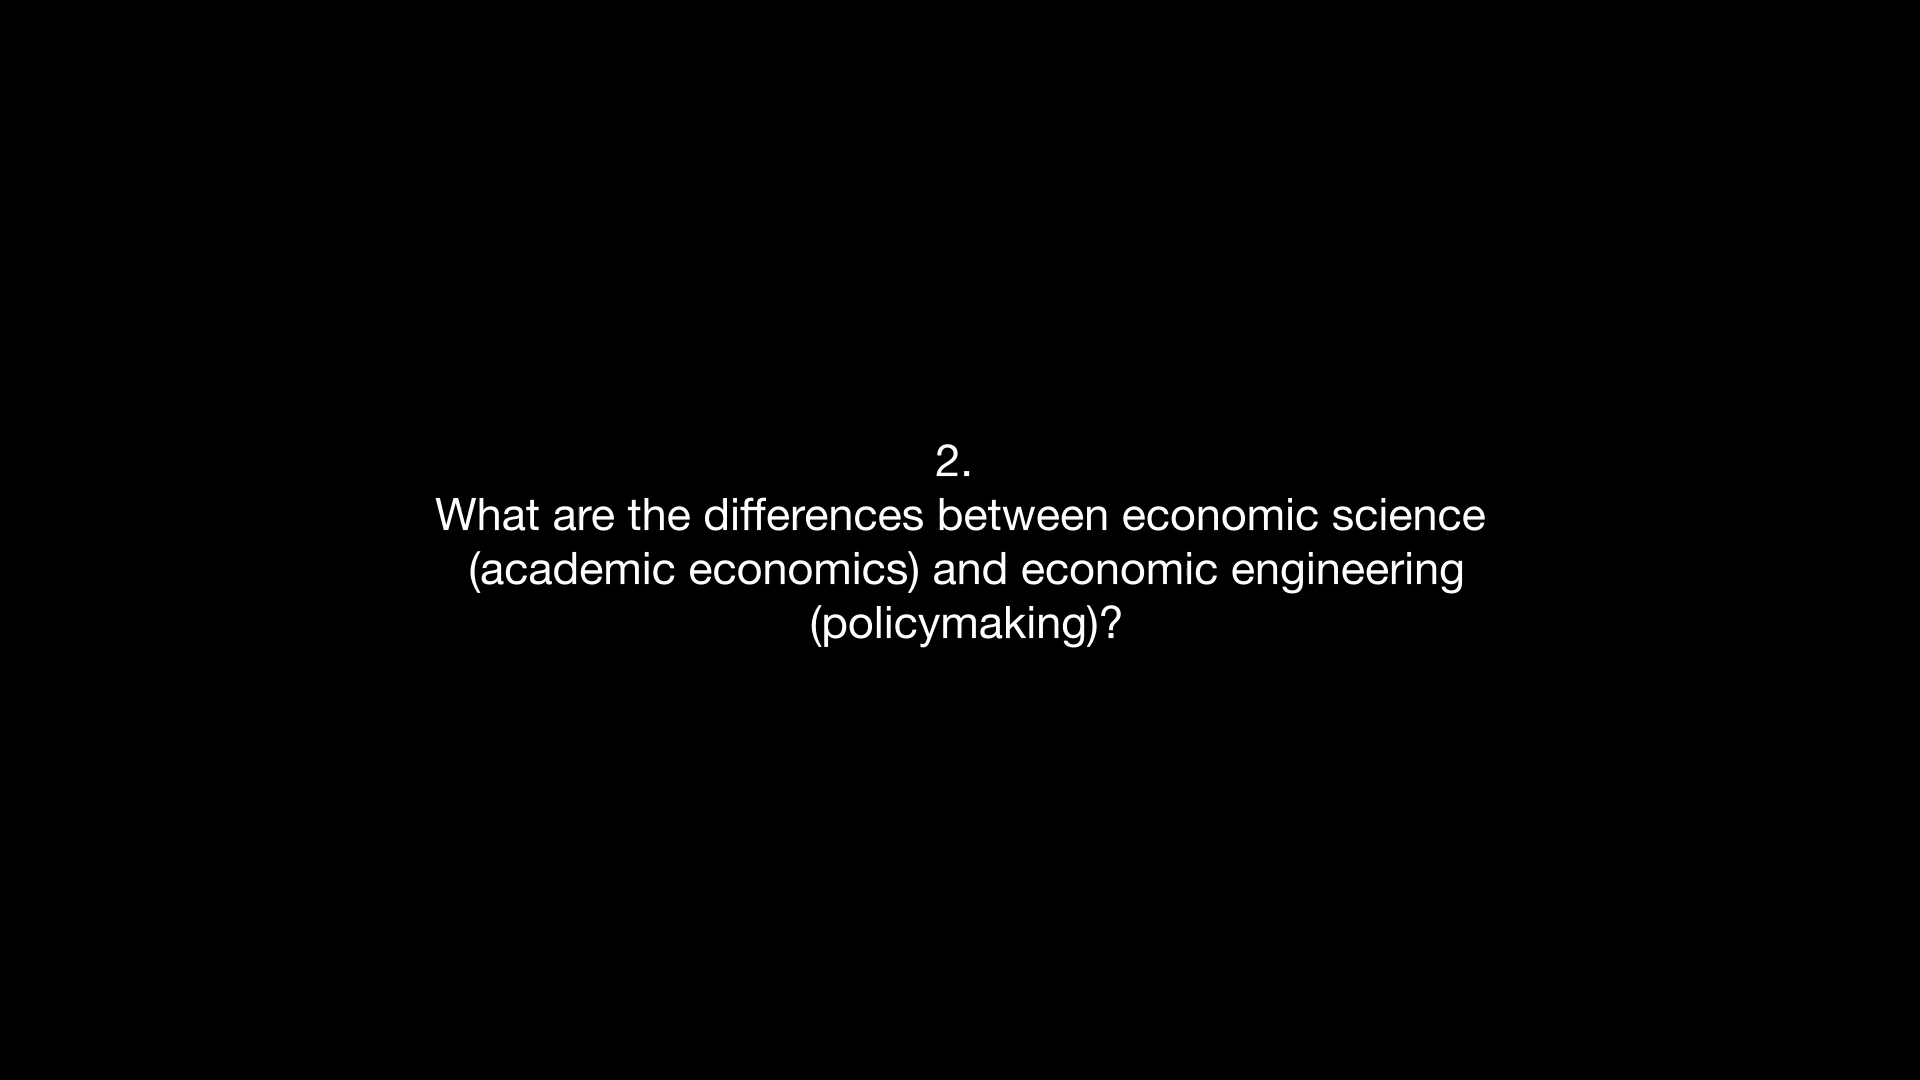 2.
What are the differences between economic science
(academic economics) and economic engineering
(policymaking)?